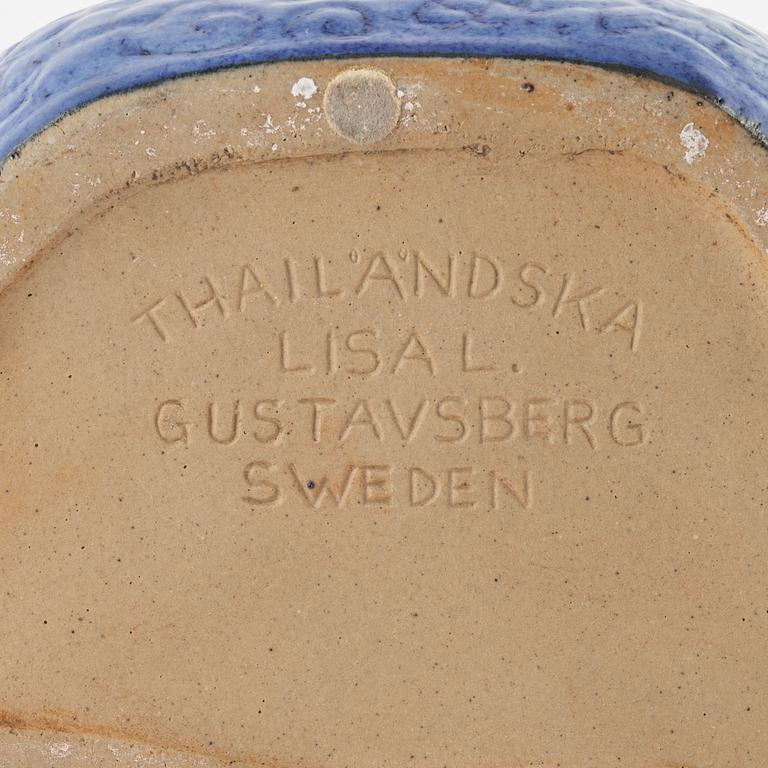 THAILÄNDSKA
LISA L.
GUSTAVSBERG
SWEDEN